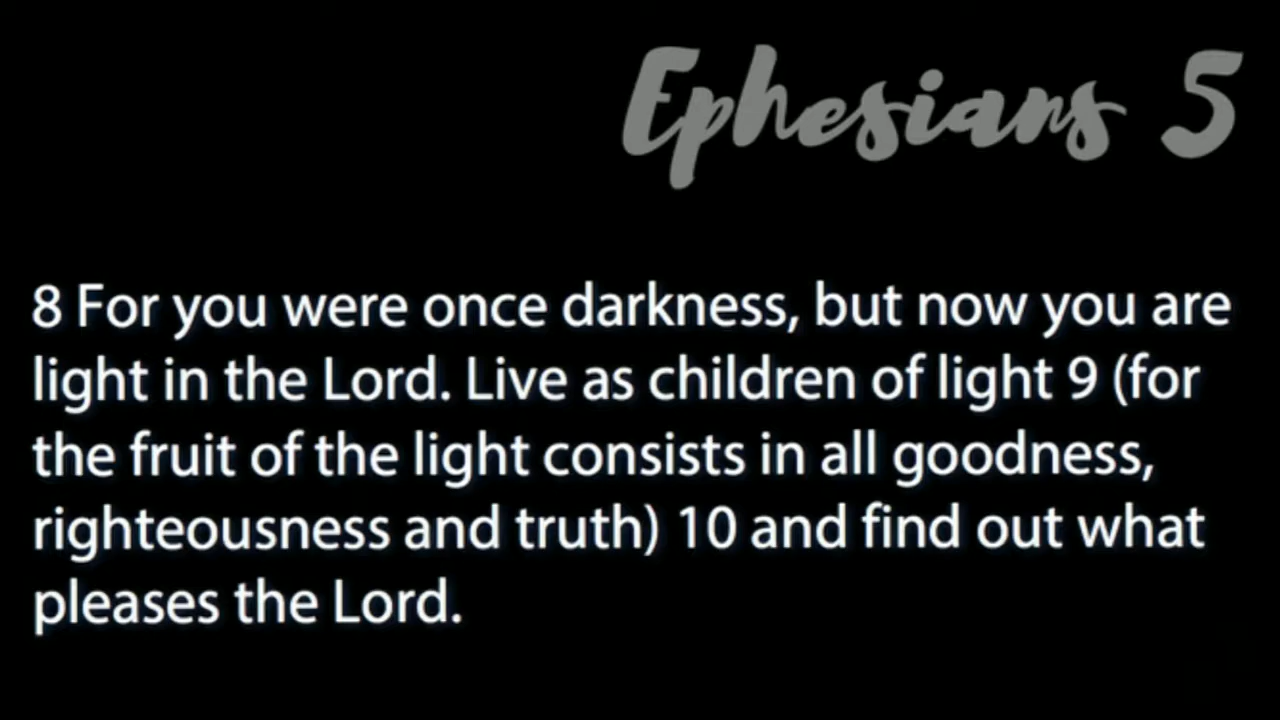 Ephesians 5
8 For you were once darkness, but now you are
light in the Lord. Live as children of light 9 (for
the fruit of the light consists in all goodness,
righteousness and truth) 10 and find out what
pleases the Lord.